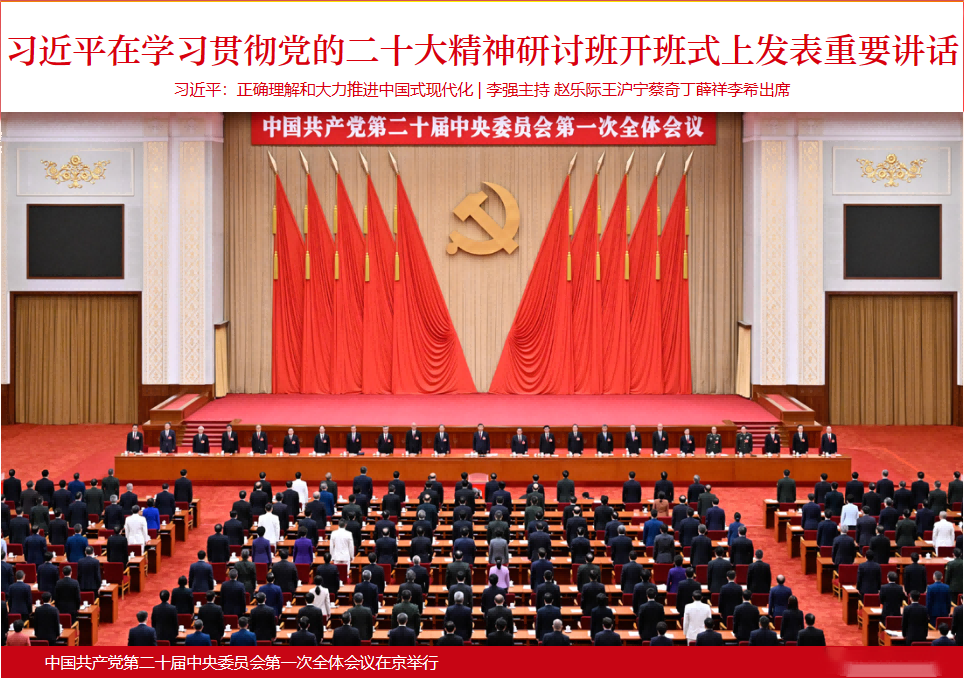 习近平在学习贯彻党的二十大精神研讨班开班式上发表重要讲话
习近平：正确理解和大力推进中国式现代化 | 李强主持 赵乐际王沪宁蔡奇丁薛祥李希出席
中国共产党第二十届中央委员会第一次全体会议
中国共产党第二十届中央委员会第一次全体会议在京举行